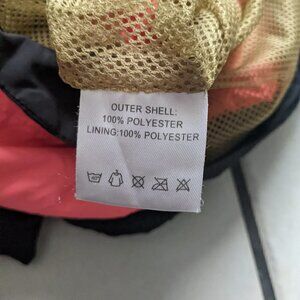 OUTER SHELL:
100% POLYESTER
LINING:100% POLYESTER